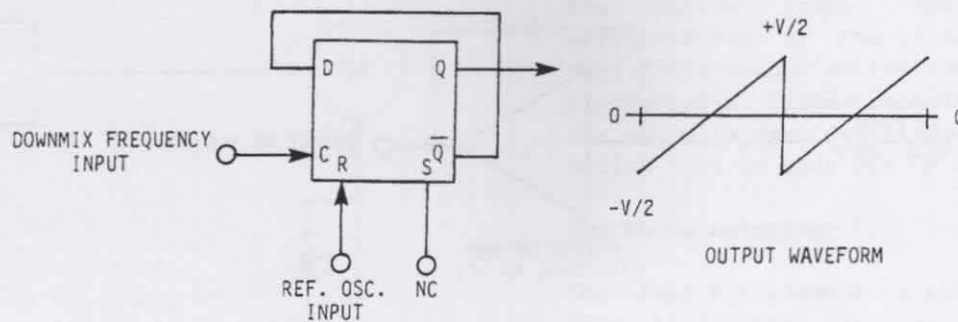 +V/2
D
Q
0
0
DOWNMIX FREQUENCY
INPUT
C
R
S
Q̅
-V/2
OUTPUT WAVEFORM
REF. OSC.
INPUT
NC